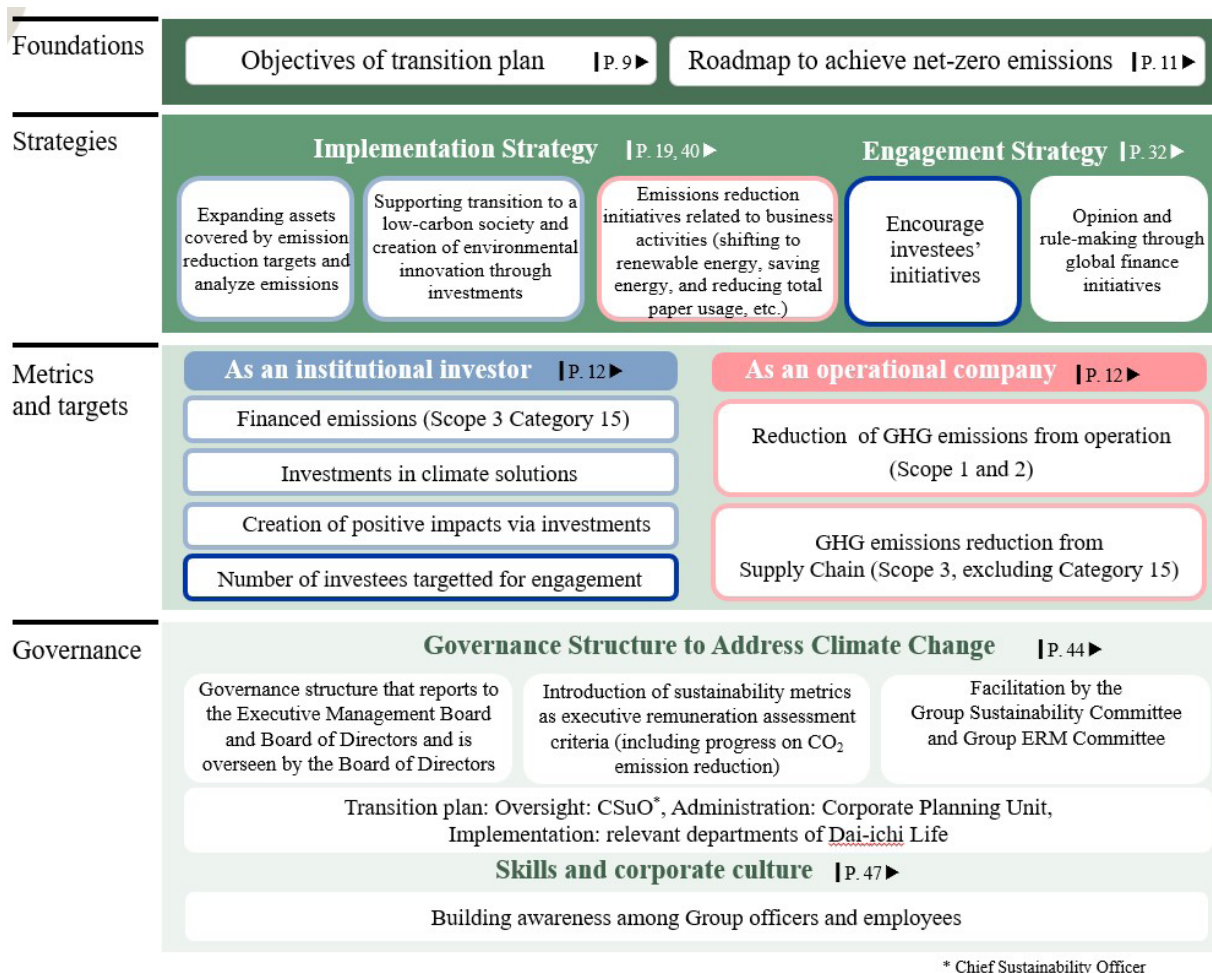 Foundations
Objectives of transition plan
P. 9▶
Roadmap to achieve net-zero emissions
P. 11▶
Strategies
Implementation Strategy
P. 19, 40▶
Expanding assets
covered by emission
reduction targets and
analyze emissions
Supporting transition to a
low-carbon society and
creation of environmental
innovation through
investments
Emissions reduction
initiatives related to business
activities (shifting to
renewable energy, saving
energy, and reducing total
paper usage, etc.)
Engagement Strategy
P. 32▶
Encourage
investees’
initiatives
Opinion and
rule-making through
global finance
initiatives
Metrics
and targets
As an institutional investor
P. 12▶
Financed emissions (Scope 3 Category 15)
Investments in climate solutions
Creation of positive impacts via investments
Number of investees targetted for engagement
As an operational company
P. 12▶
Reduction of GHG emissions from operation
(Scope 1 and 2)
GHG emissions reduction from
Supply Chain (Scope 3, excluding Category 15)
Governance
Governance Structure to Address Climate Change
P. 44▶
Governance structure that reports to
the Executive Management Board
and Board of Directors and is
overseen by the Board of Directors
Introduction of sustainability metrics
as executive remuneration assessment
criteria (including progress on CO₂
emission reduction)
Facilitation by the
Group Sustainability Committee
and Group ERM Committee
Transition plan: Oversight: CSuO*, Administration: Corporate Planning Unit,
Implementation: relevant departments of Dai-ichi Life
Skills and corporate culture
P. 47▶
Building awareness among Group officers and employees
* Chief Sustainability Officer